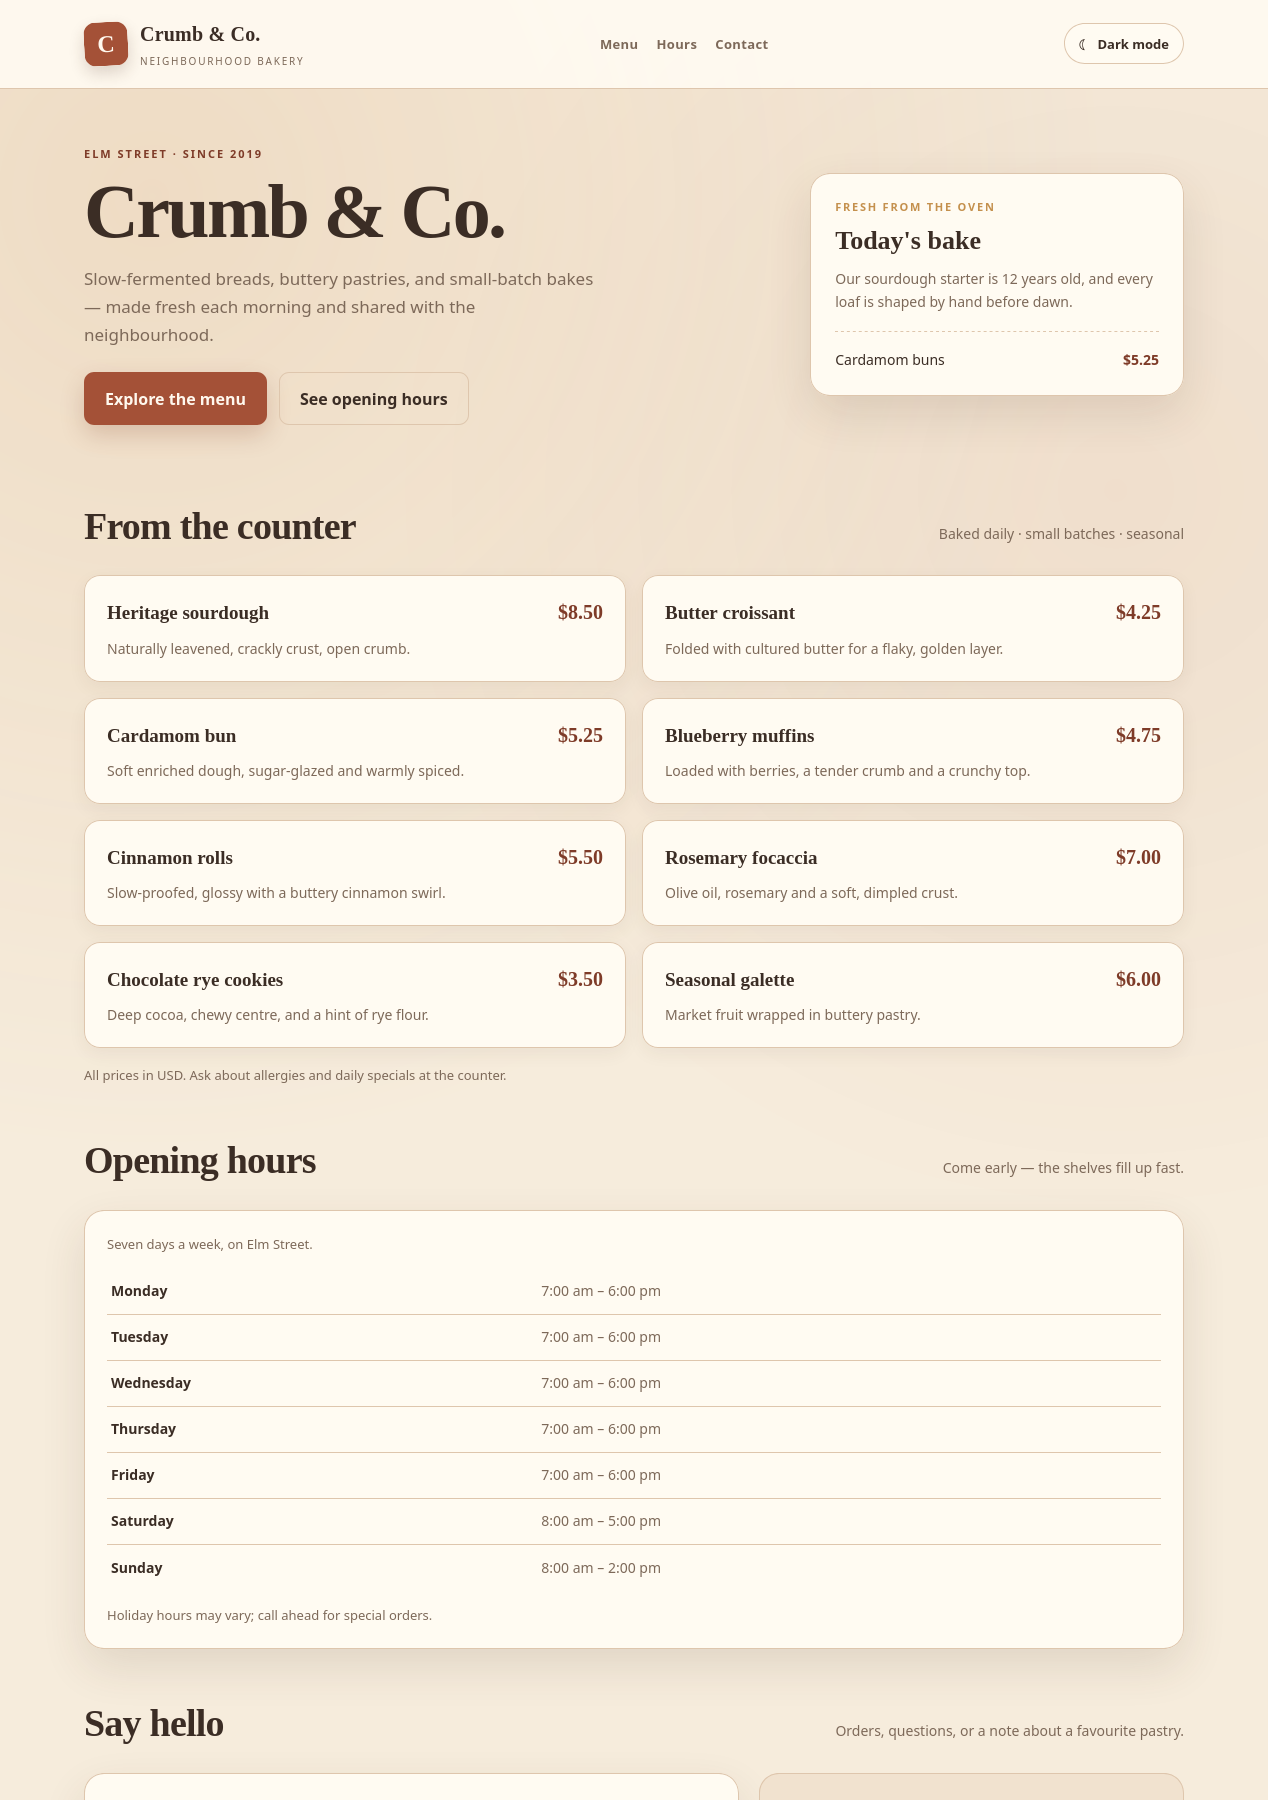 C
Crumb & Co.
NEIGHBOURHOOD BAKERY
Menu Hours Contact
☾ Dark mode
ELM STREET · SINCE 2019
Crumb & Co.
Slow-fermented breads, buttery pastries, and small-batch bakes
— made fresh each morning and shared with the
neighbourhood.
Explore the menu
See opening hours
FRESH FROM THE OVEN
Today's bake
Our sourdough starter is 12 years old, and every
loaf is shaped by hand before dawn.
Cardamom buns $5.25
From the counter
Baked daily · small batches · seasonal
Heritage sourdough $8.50
Naturally leavened, crackly crust, open crumb.
Butter croissant $4.25
Folded with cultured butter for a flaky, golden layer.
Cardamom bun $5.25
Soft enriched dough, sugar-glazed and warmly spiced.
Blueberry muffins $4.75
Loaded with berries, a tender crumb and a crunchy top.
Cinnamon rolls $5.50
Slow-proofed, glossy with a buttery cinnamon swirl.
Rosemary focaccia $7.00
Olive oil, rosemary and a soft, dimpled crust.
Chocolate rye cookies $3.50
Deep cocoa, chewy centre, and a hint of rye flour.
Seasonal galette $6.00
Market fruit wrapped in buttery pastry.
All prices in USD. Ask about allergies and daily specials at the counter.
Opening hours
Come early — the shelves fill up fast.
Seven days a week, on Elm Street.
Monday 7:00 am – 6:00 pm
Tuesday 7:00 am – 6:00 pm
Wednesday 7:00 am – 6:00 pm
Thursday 7:00 am – 6:00 pm
Friday 7:00 am – 6:00 pm
Saturday 8:00 am – 5:00 pm
Sunday 8:00 am – 2:00 pm
Holiday hours may vary; call ahead for special orders.
Say hello
Orders, questions, or a note about a favourite pastry.